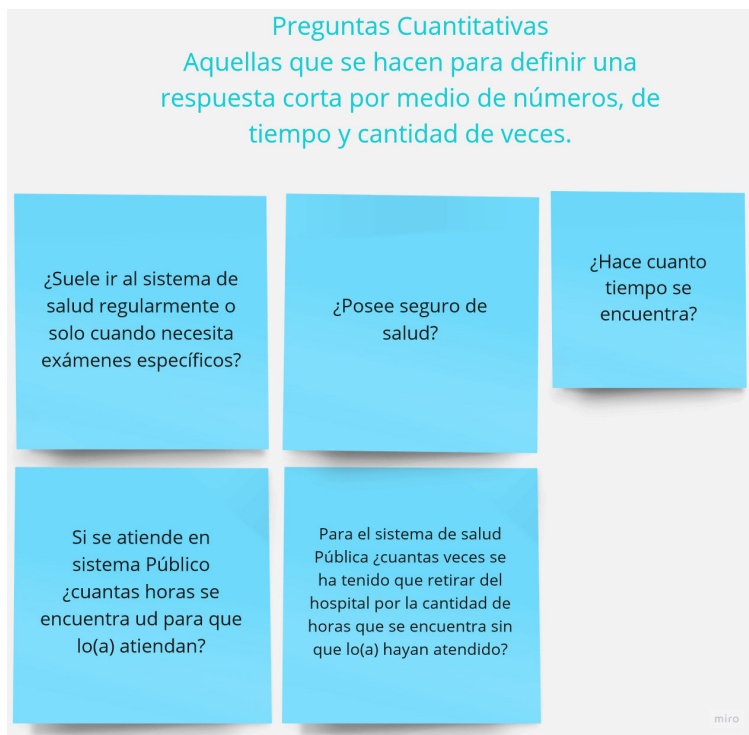 Preguntas Cuantitativas
Aquellas que se hacen para definir una
respuesta corta por medio de números, de
tiempo y cantidad de veces.
¿Suele ir al sistema de
salud regularmente o
solo cuando necesita
exámenes específicos?
¿Posee seguro de
salud?
¿Hace cuanto
tiempo se
encuentra?
Si se atiende en
sistema Público
¿cuantas horas se
encuentra ud para que
lo(a) atiendan?
Para el sistema de salud
Pública ¿cuantas veces se
ha tenido que retirar del
hospital por la cantidad de
horas que se encuentra sin
que lo(a) hayan atendido?
miro